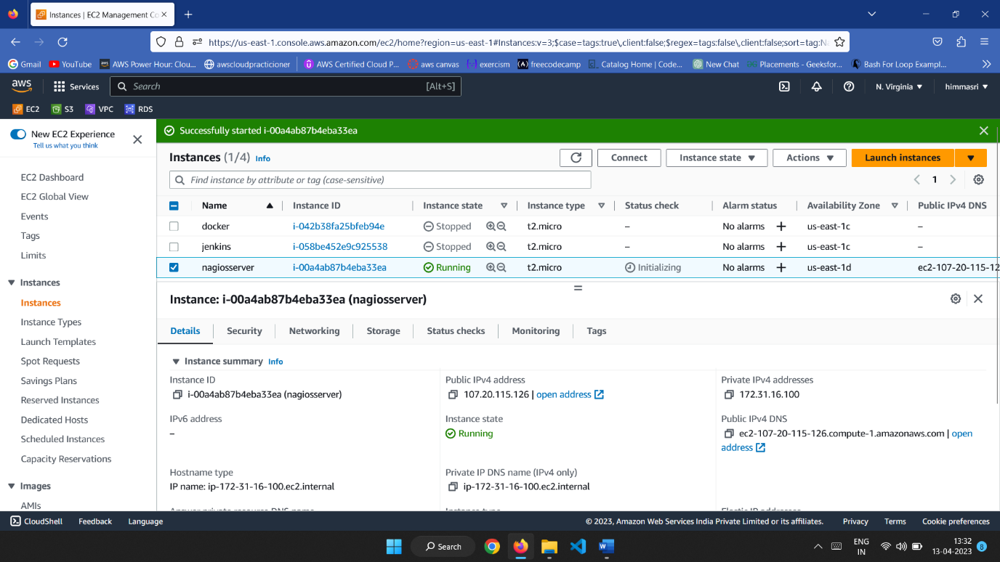 Instances | EC2 Management Co
https://us-east-1.console.aws.amazon.com/ec2/home?region=us-east-1#Instances:v=3;$case=tags:true\,client:false;$regex=tags:false\,client:false;sort=tag:Na
Gmail YouTube AWS Power Hour: Clou... awscloudpracticioner AWS Certified Cloud P... aws canvas exercism freecodecamp Catalog Home | Code... New Chat Placements - Geeksfor... Bash For Loop Exampl...
aws Services Search [Alt+S] N. Virginia himmasri
EC2 S3 VPC RDS
New EC2 Experience
Tell us what you think
EC2 Dashboard
EC2 Global View
Events
Tags
Limits
Instances
Instances
Instance Types
Launch Templates
Spot Requests
Savings Plans
Reserved Instances
Dedicated Hosts
Scheduled Instances
Capacity Reservations
Images
AMIs
Successfully started i-00a4ab87b4eba33ea
Instances (1/4) Info Connect Instance state Actions Launch instances
Find instance by attribute or tag (case-sensitive) 1
Name Instance ID Instance state Instance type Status check Alarm status Availability Zone Public IPv4 DNS
docker i-042b38fa25bfeb94e Stopped t2.micro – No alarms us-east-1c –
jenkins i-058be452e9c925538 Stopped t2.micro – No alarms us-east-1c –
nagiosserver i-00a4ab87b4eba33ea Running t2.micro Initializing No alarms us-east-1d ec2-107-20-115-12
Instance: i-00a4ab87b4eba33ea (nagiosserver)
Details Security Networking Storage Status checks Monitoring Tags
Instance summary Info
Instance ID Public IPv4 address Private IPv4 addresses
i-00a4ab87b4eba33ea (nagiosserver) 107.20.115.126 | open address 172.31.16.100
IPv6 address Instance state Public IPv4 DNS
– Running ec2-107-20-115-126.compute-1.amazonaws.com | open
address
Hostname type Private IP DNS name (IPv4 only)
IP name: ip-172-31-16-100.ec2.internal ip-172-31-16-100.ec2.internal
Answer private resource DNS name Instance type Elastic IP addresses
CloudShell Feedback Language © 2023, Amazon Web Services India Private Limited or its affiliates. Privacy Terms Cookie preferences
Search ENG 13:32
IN 13-04-2023 8